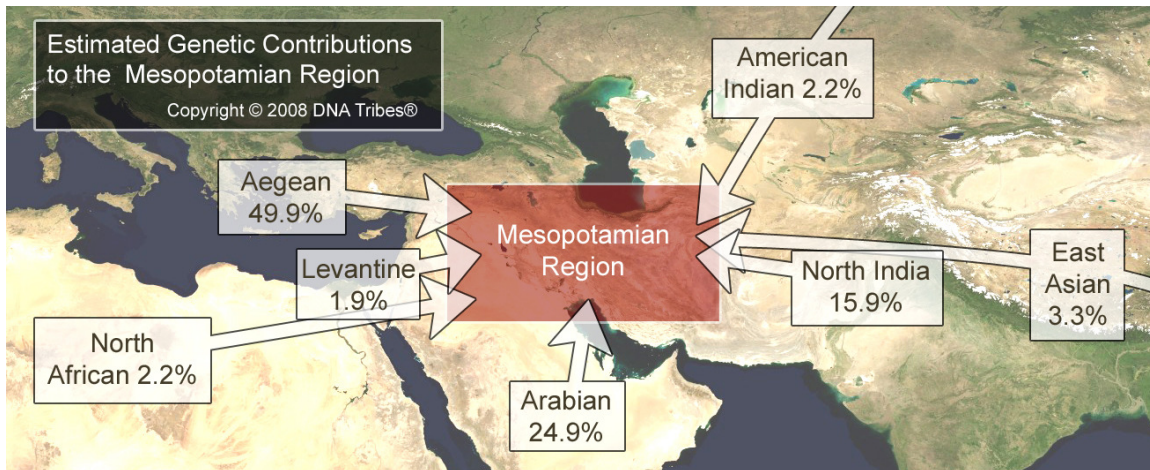 Estimated Genetic Contributions
to the Mesopotamian Region
Copyright © 2008 DNA Tribes®
American
Indian 2.2%
Aegean
49.9%
Mesopotamian
Region
Levantine
1.9%
North India
15.9%
East
Asian
3.3%
North
African 2.2%
Arabian
24.9%